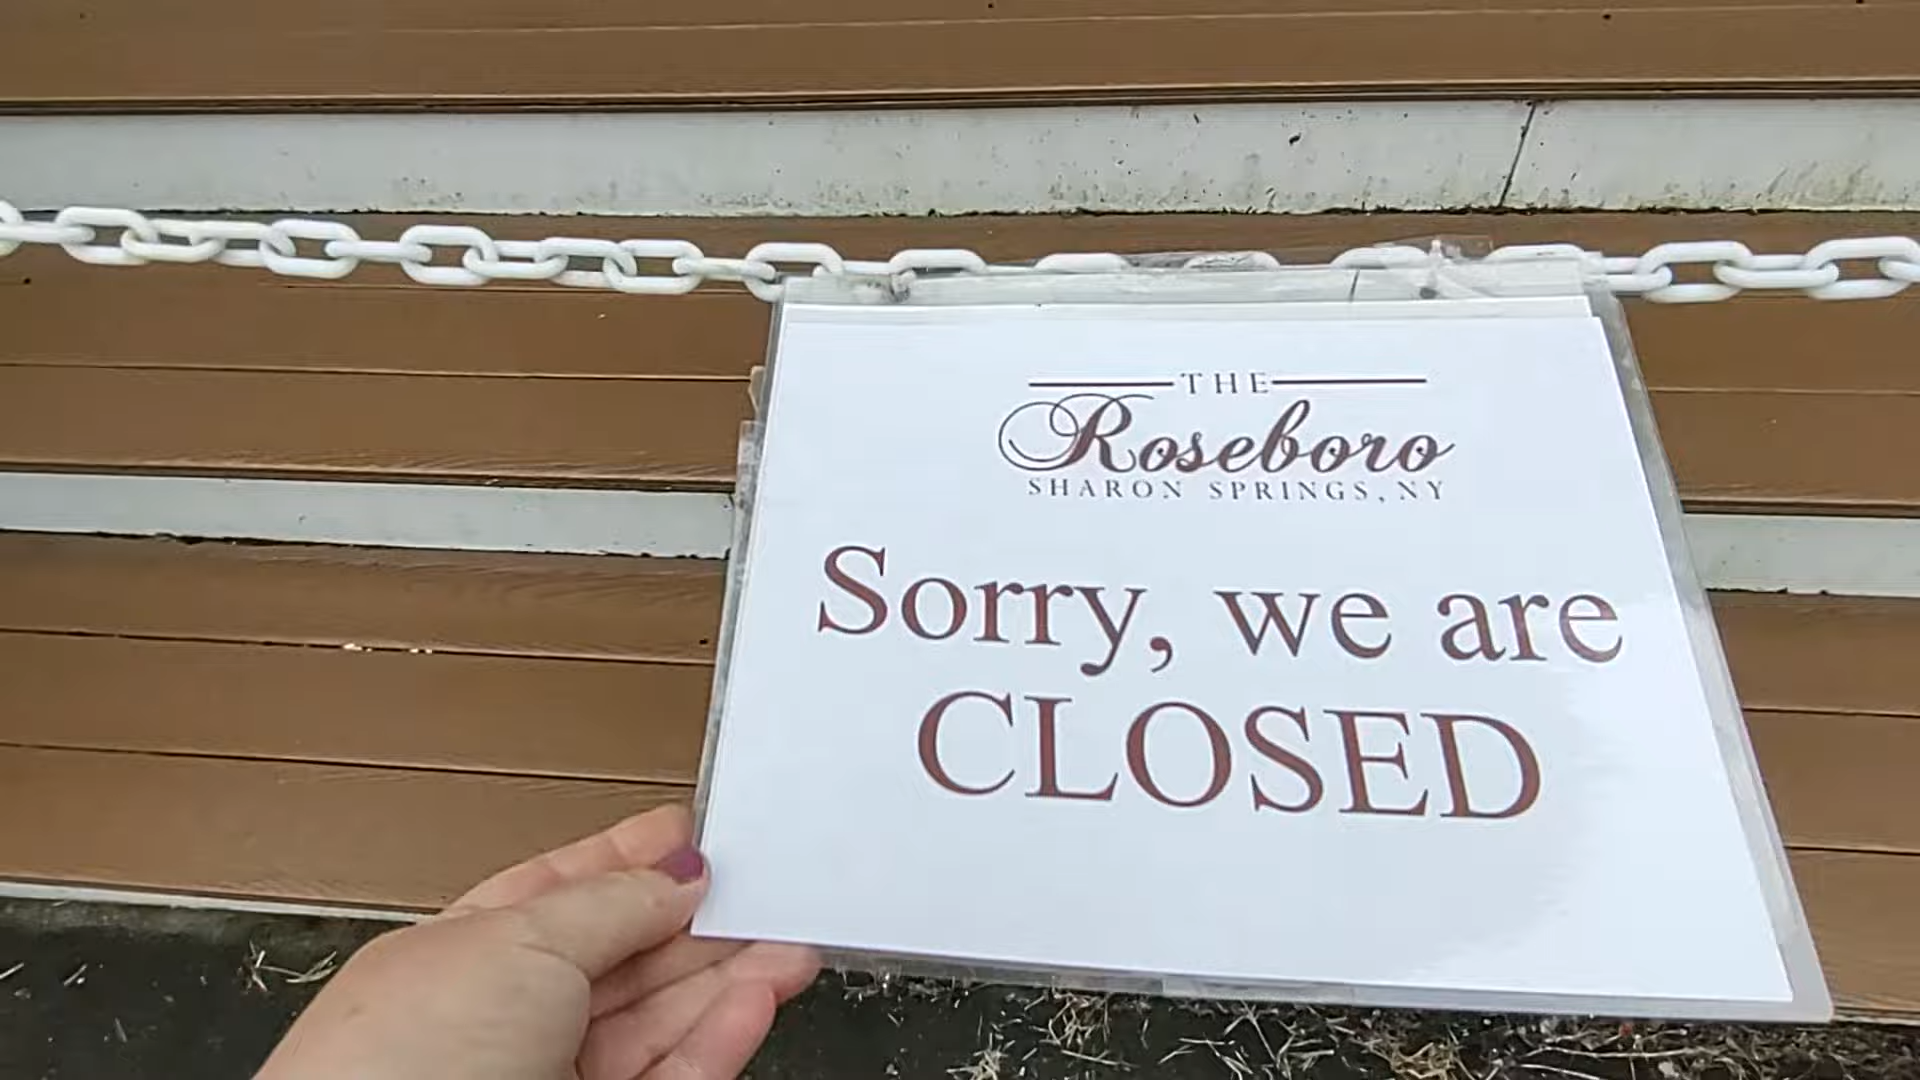 THE
Roseboro
SHARON SPRINGS, NY
Sorry, we are
CLOSED